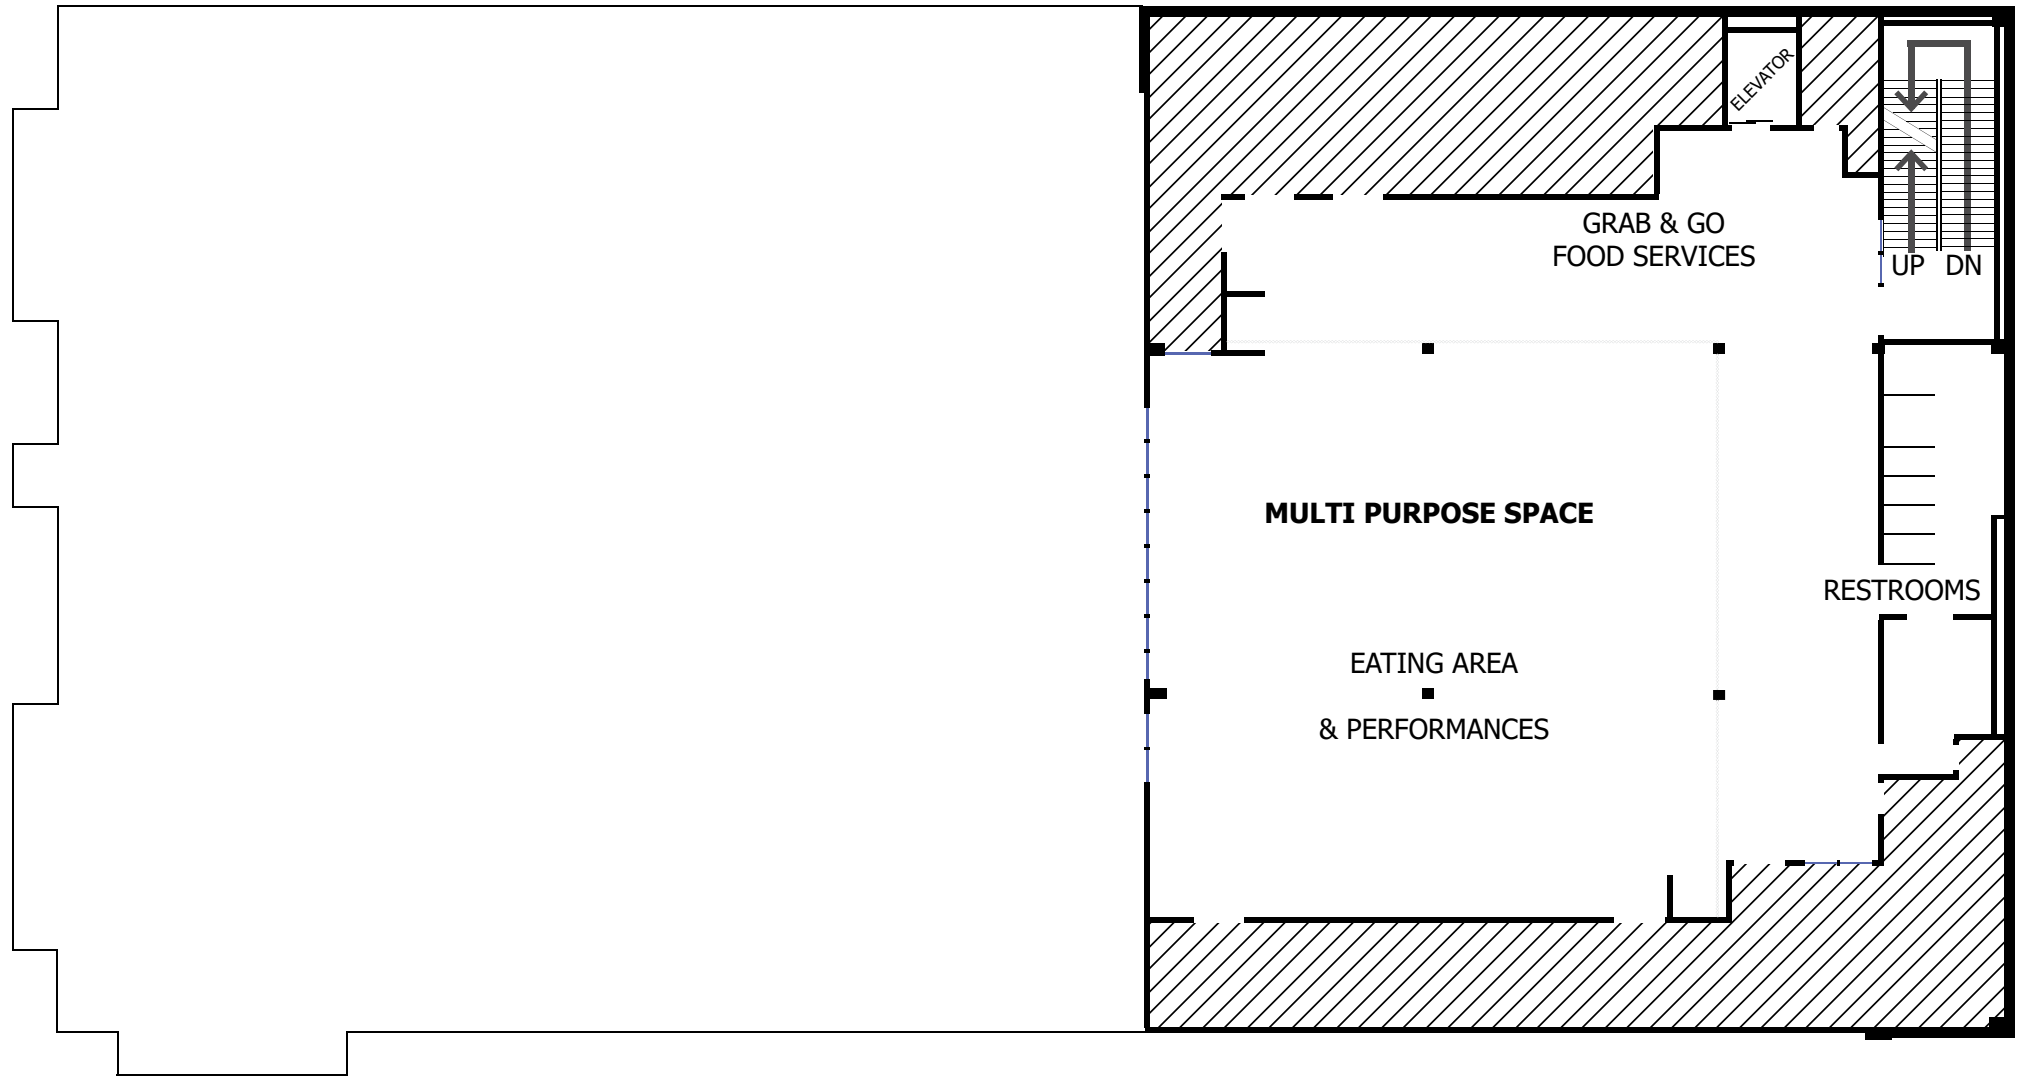 ELEVATOR
GRAB & GO
FOOD SERVICES
UP DN
MULTI PURPOSE SPACE
RESTROOMS
EATING AREA
& PERFORMANCES